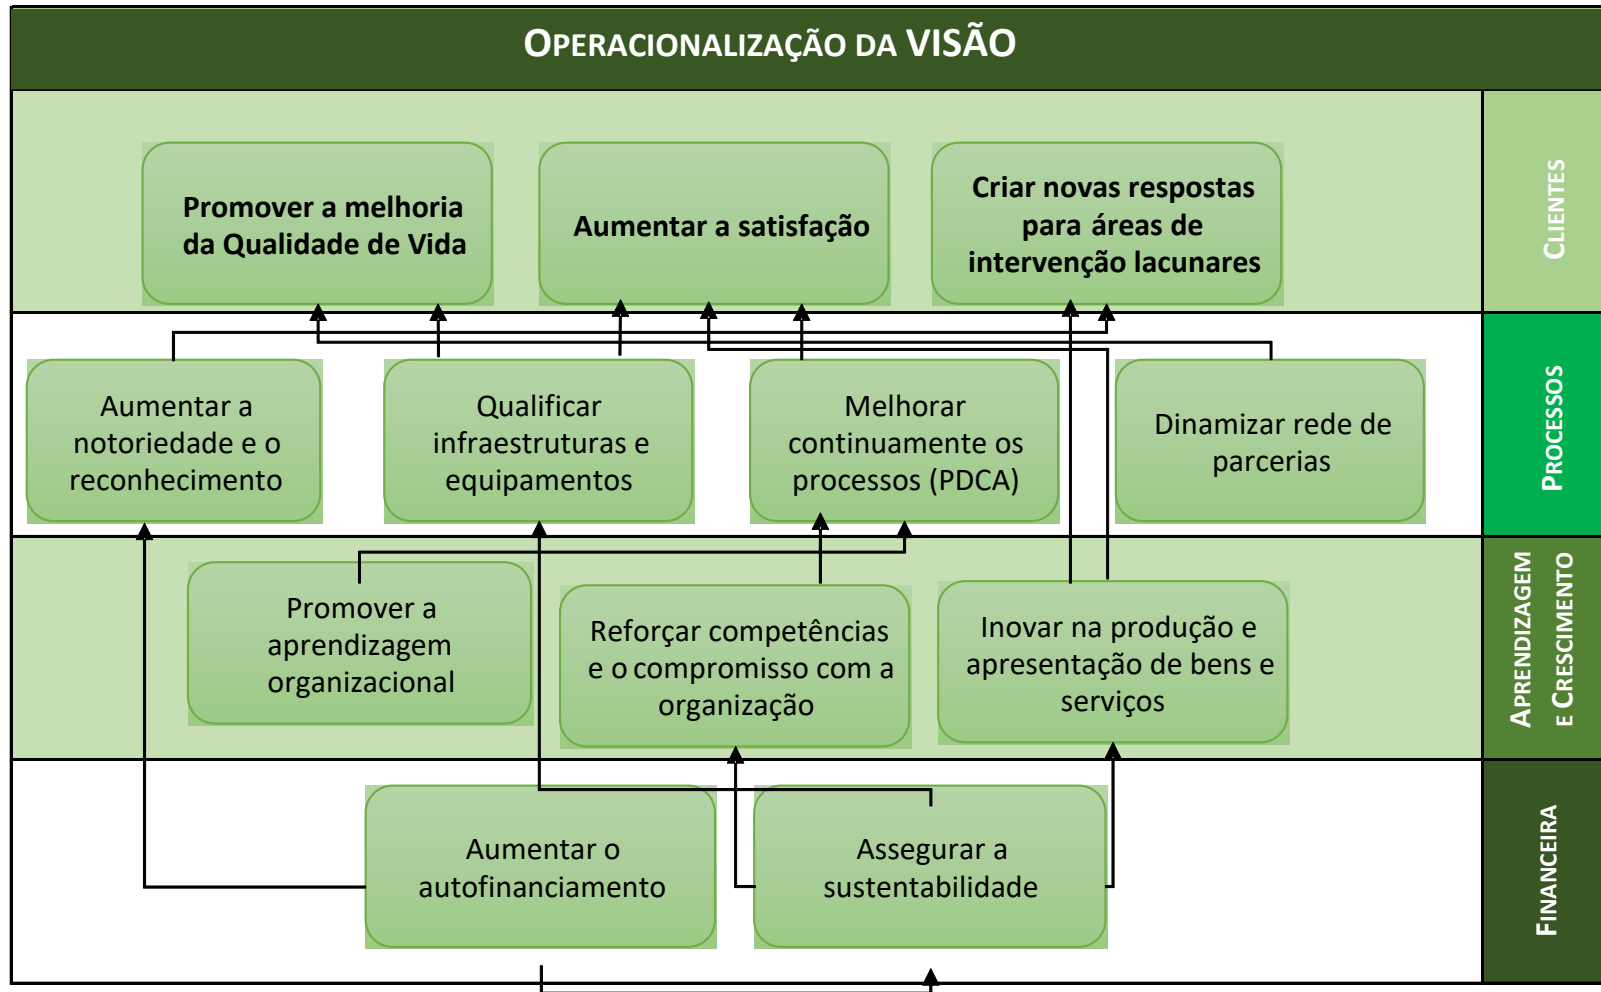 OPERACIONALIZAÇÃO DA VISÃO
Promover a melhoria
da Qualidade de Vida
Aumentar a satisfação
Criar novas respostas
para áreas de
intervenção lacunares
CLIENTES
Aumentar a
notoriedade e o
reconhecimento
Qualificar
infraestruturas e
equipamentos
Melhorar
continuamente os
processos (PDCA)
Dinamizar rede de
parcerias
PROCESSOS
Promover a
aprendizagem
organizacional
Reforçar competências
e o compromisso com a
organização
Inovar na produção e
apresentação de bens e
serviços
APRENDIZAGEM
E CRESCIMENTO
Aumentar o
autofinanciamento
Assegurar a
sustentabilidade
FINANCEIRA